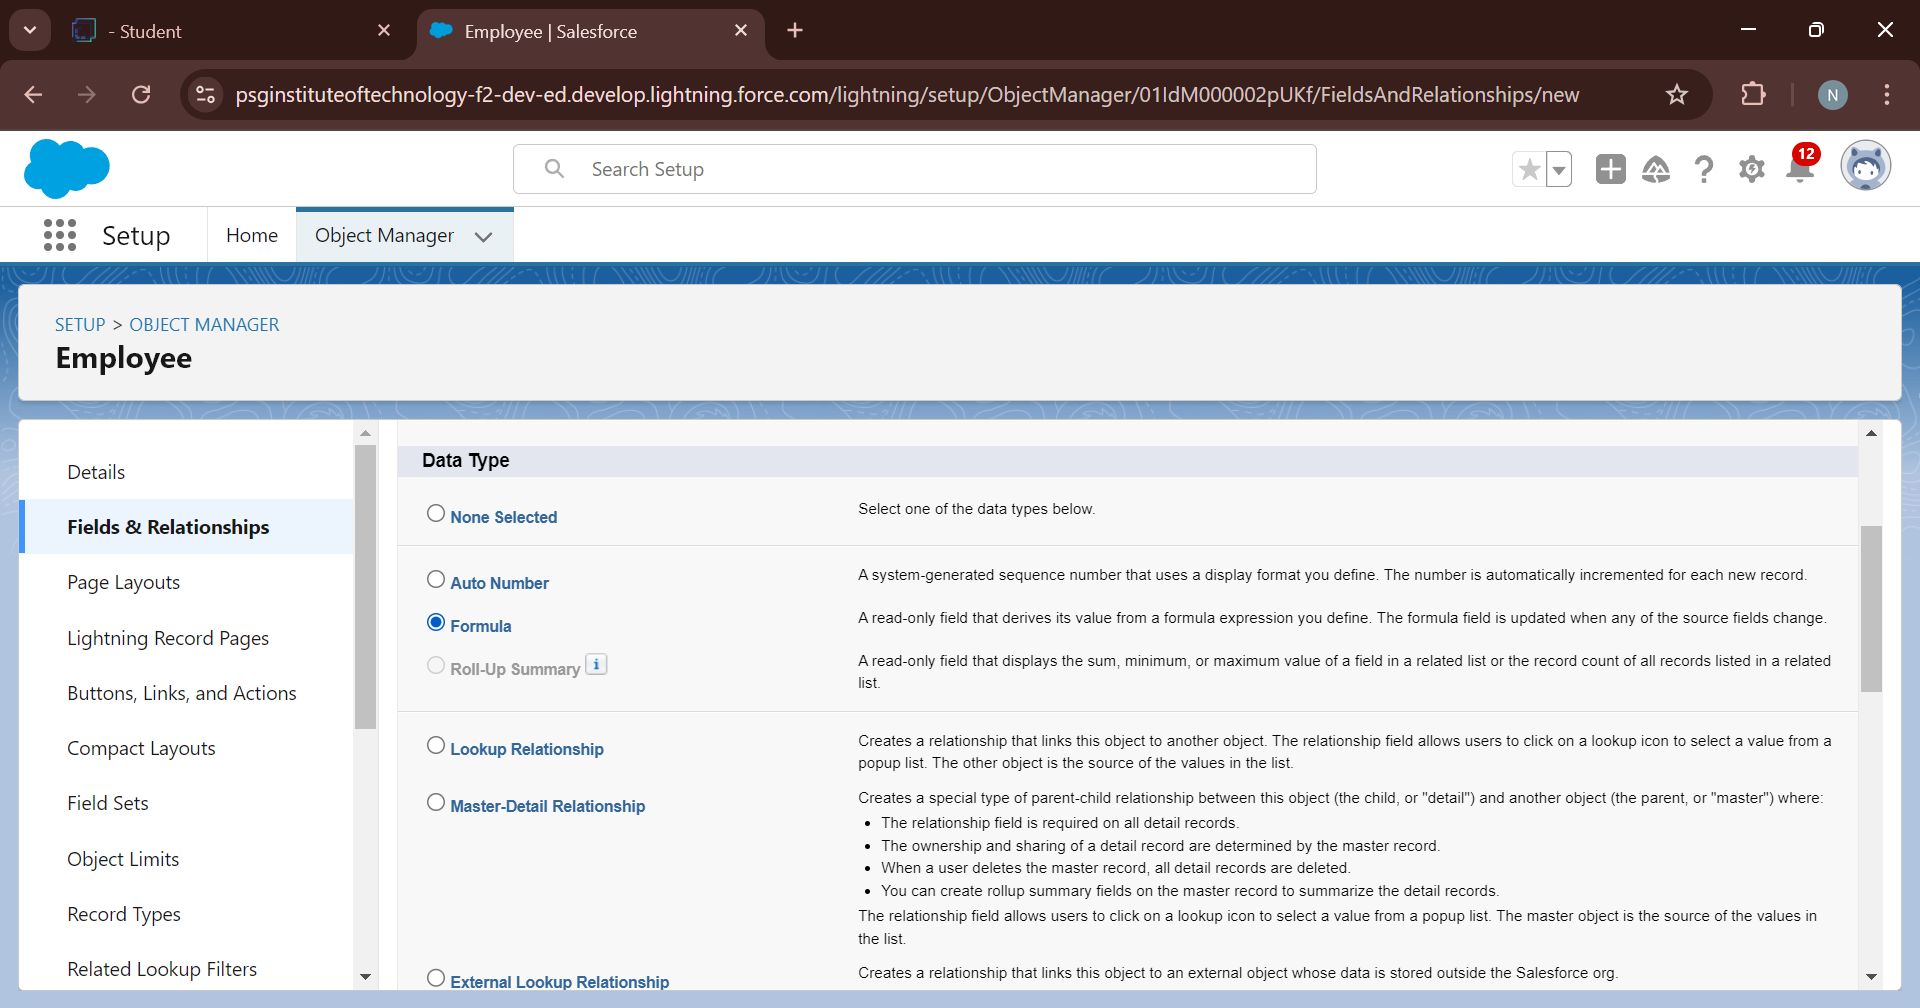 - Student
Employee | Salesforce
psginstituteoftechnology-f2-dev-ed.develop.lightning.force.com/lightning/setup/ObjectManager/01IdM000002pUKf/FieldsAndRelationships/new
N
Search Setup
12
Setup
Home
Object Manager
SETUP > OBJECT MANAGER
Employee
Details
Fields & Relationships
Page Layouts
Lightning Record Pages
Buttons, Links, and Actions
Compact Layouts
Field Sets
Object Limits
Record Types
Related Lookup Filters
Data Type
None Selected
Select one of the data types below.
Auto Number
A system-generated sequence number that uses a display format you define. The number is automatically incremented for each new record.
Formula
A read-only field that derives its value from a formula expression you define. The formula field is updated when any of the source fields change.
Roll-Up Summary i
A read-only field that displays the sum, minimum, or maximum value of a field in a related list or the record count of all records listed in a related
list.
Lookup Relationship
Creates a relationship that links this object to another object. The relationship field allows users to click on a lookup icon to select a value from a
popup list. The other object is the source of the values in the list.
Master-Detail Relationship
Creates a special type of parent-child relationship between this object (the child, or "detail") and another object (the parent, or "master") where:
• The relationship field is required on all detail records.
• The ownership and sharing of a detail record are determined by the master record.
• When a user deletes the master record, all detail records are deleted.
• You can create rollup summary fields on the master record to summarize the detail records.
The relationship field allows users to click on a lookup icon to select a value from a popup list. The master object is the source of the values in
the list.
External Lookup Relationship
Creates a relationship that links this object to an external object whose data is stored outside the Salesforce org.